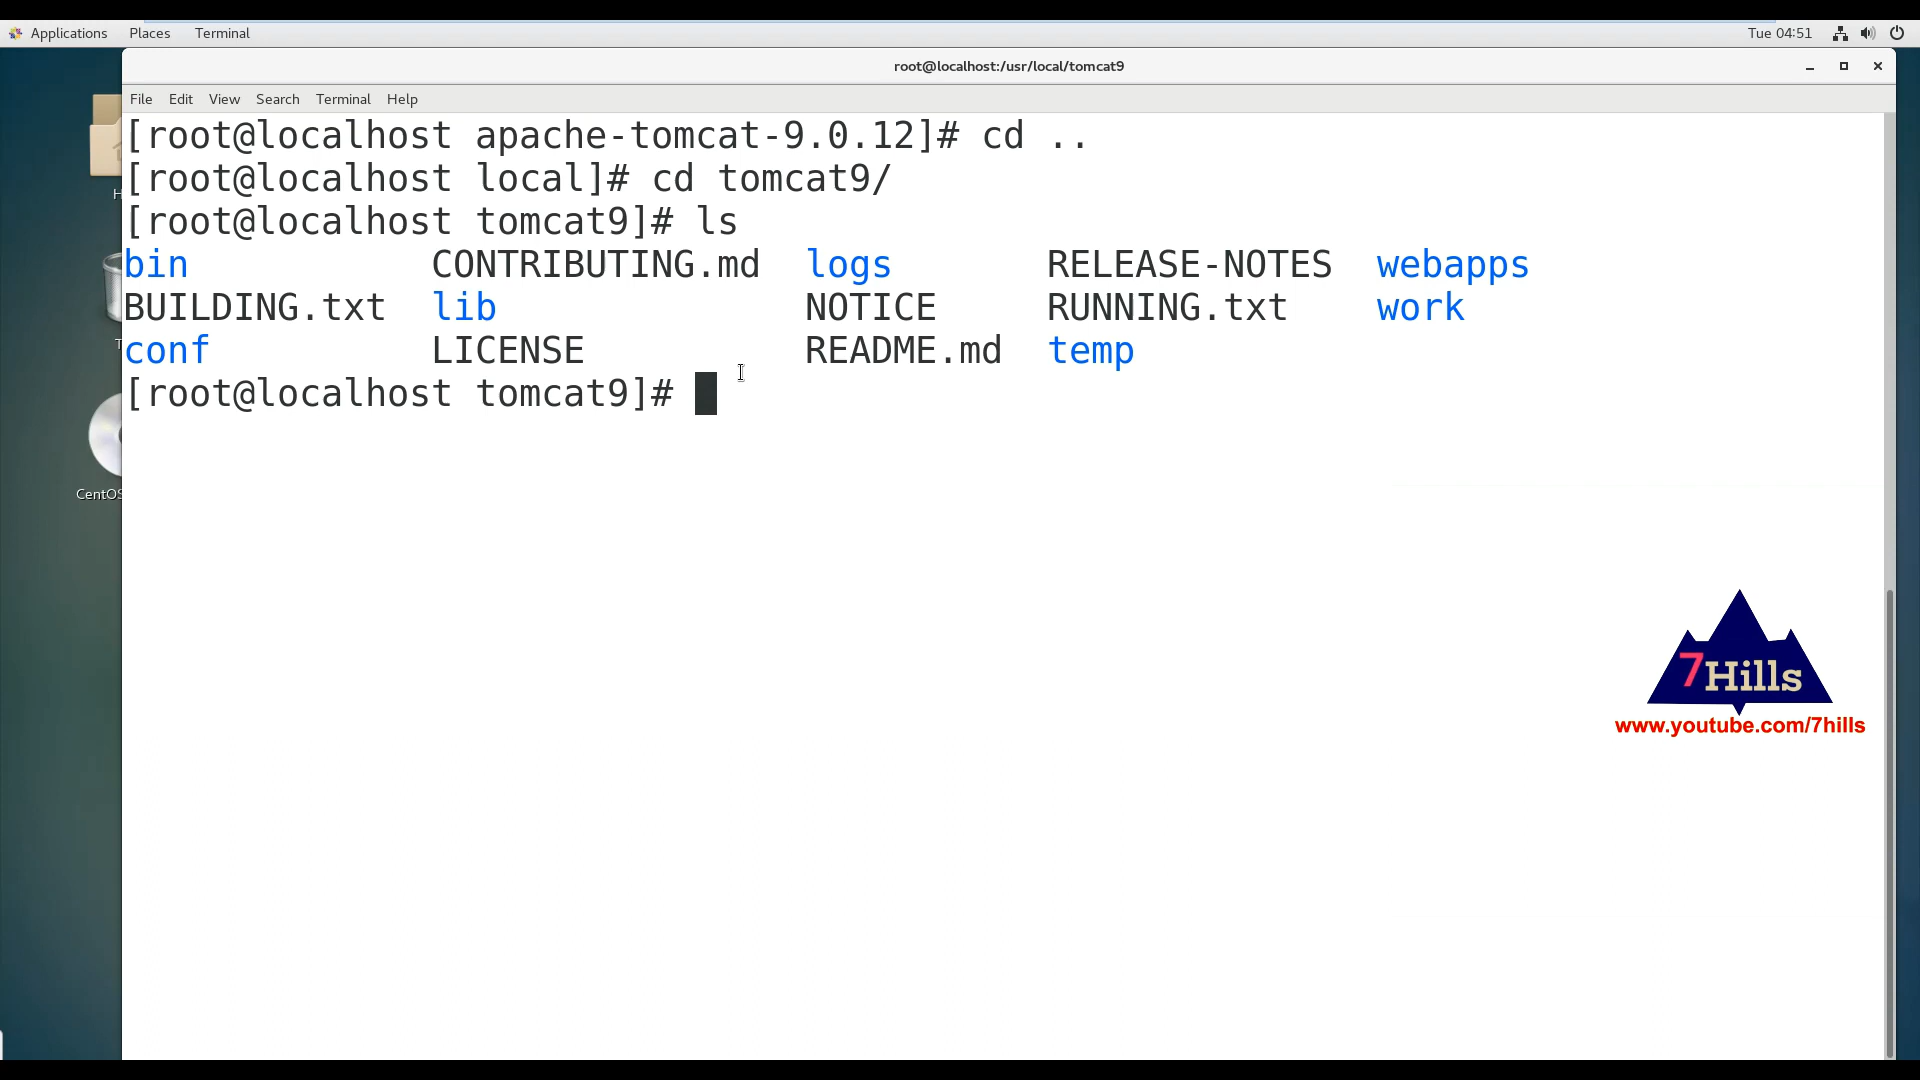 Applications Places Terminal Tue 04:51
root@localhost:/usr/local/tomcat9
File Edit View Search Terminal Help
[root@localhost apache-tomcat-9.0.12]# cd ..
[root@localhost local]# cd tomcat9/
[root@localhost tomcat9]# ls
bin CONTRIBUTING.md logs RELEASE-NOTES webapps
BUILDING.txt lib NOTICE RUNNING.txt work
conf LICENSE README.md temp
[root@localhost tomcat9]#
CentOS
7Hills
www.youtube.com/7hills